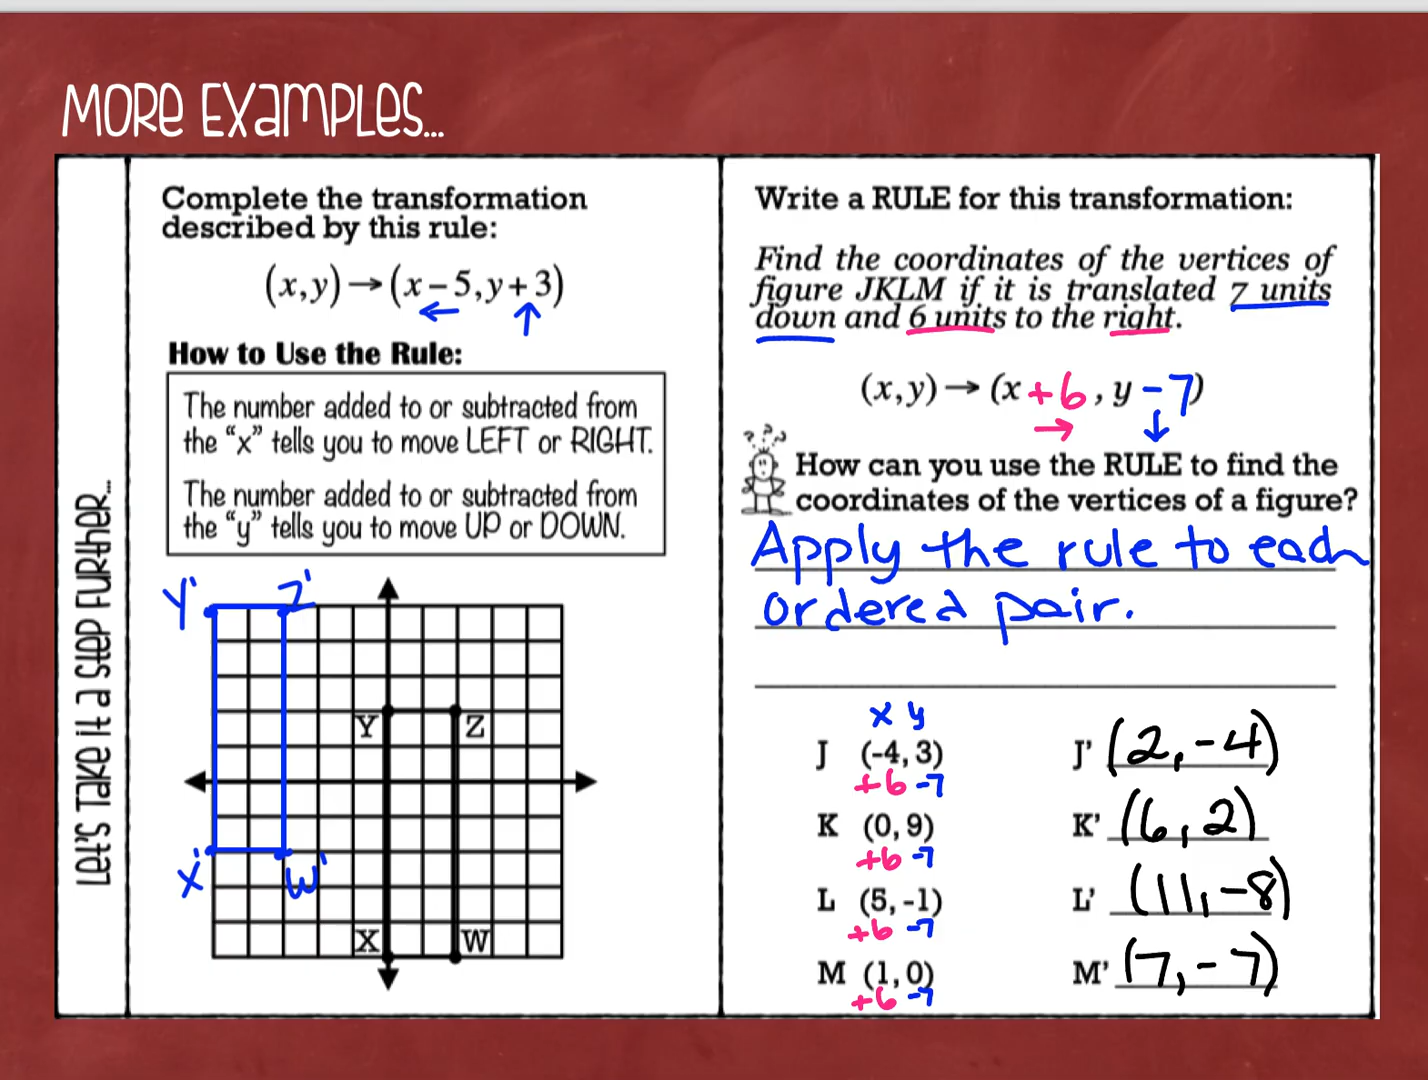 MORE EXAMPLES...
Let's Take it a Step Further...
Complete the transformation
described by this rule:
(x,y)→(x−5,y+3)
How to Use the Rule:
The number added to or subtracted from
the “x” tells you to move LEFT or RIGHT.
The number added to or subtracted from
the “y” tells you to move UP or DOWN.
Y' Z'
Y Z
X' W'
X W
Write a RULE for this transformation:
Find the coordinates of the vertices of
figure JKLM if it is translated 7 units
down and 6 units to the right.
(x,y)→(x +6, y −7)
? ? ?
How can you use the RULE to find the
coordinates of the vertices of a figure?
Apply the rule to each
ordered pair.
x y
J (-4, 3) J' (2, -4)
+6 -7
K (0, 9) K' (6, 2)
+6 -7
L (5, -1) L' (11, -8)
+6 -7
M (1, 0) M' (7, -7)
+6 -7